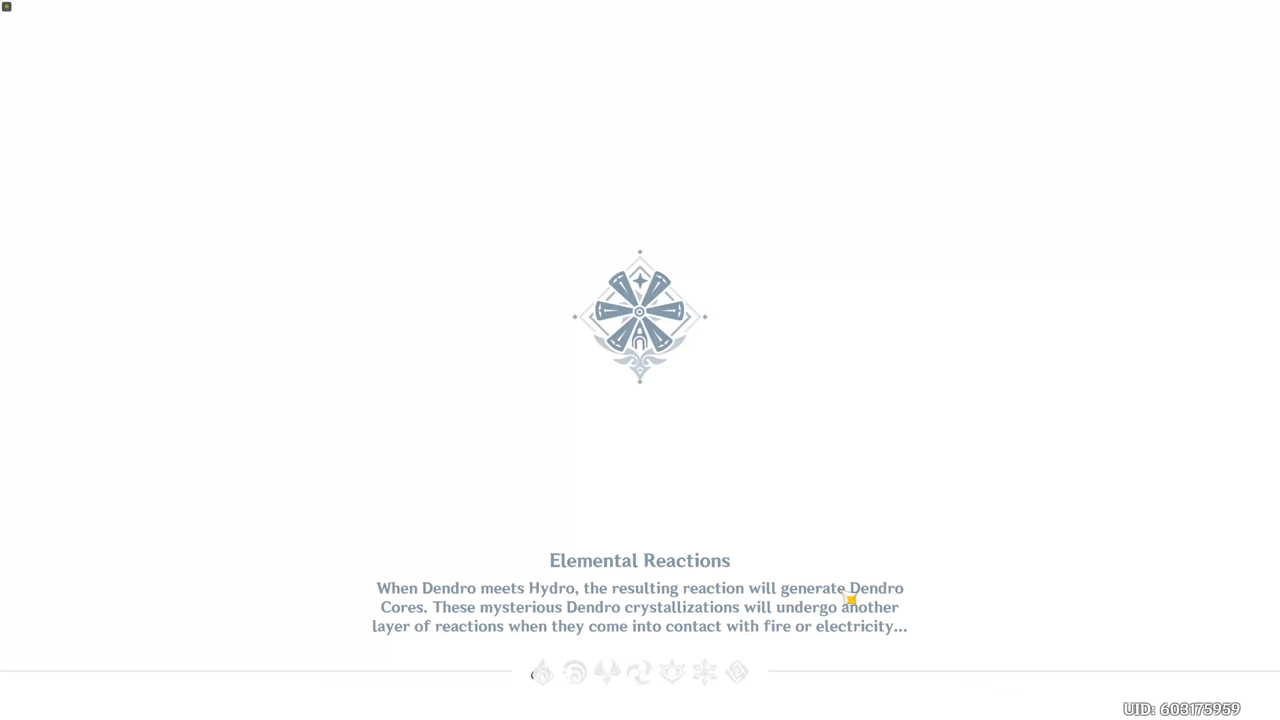 Elemental Reactions
When Dendro meets Hydro, the resulting reaction will generate Dendro
Cores. These mysterious Dendro crystallizations will undergo another
layer of reactions when they come into contact with fire or electricity...
UID: 603175959